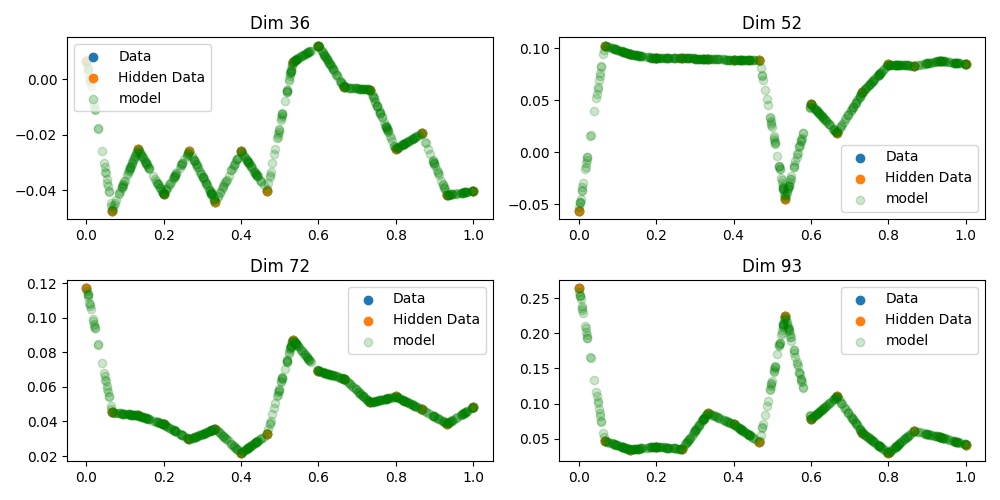 Dim 36
Data
Hidden Data
model
0.00
−0.02
−0.04
0.0 0.2 0.4 0.6 0.8 1.0
Dim 52
0.10
0.05
0.00
−0.05
Data
Hidden Data
model
0.0 0.2 0.4 0.6 0.8 1.0
Dim 72
0.12
0.10
0.08
0.06
0.04
0.02
Data
Hidden Data
model
0.0 0.2 0.4 0.6 0.8 1.0
Dim 93
0.25
0.20
0.15
0.10
0.05
Data
Hidden Data
model
0.0 0.2 0.4 0.6 0.8 1.0